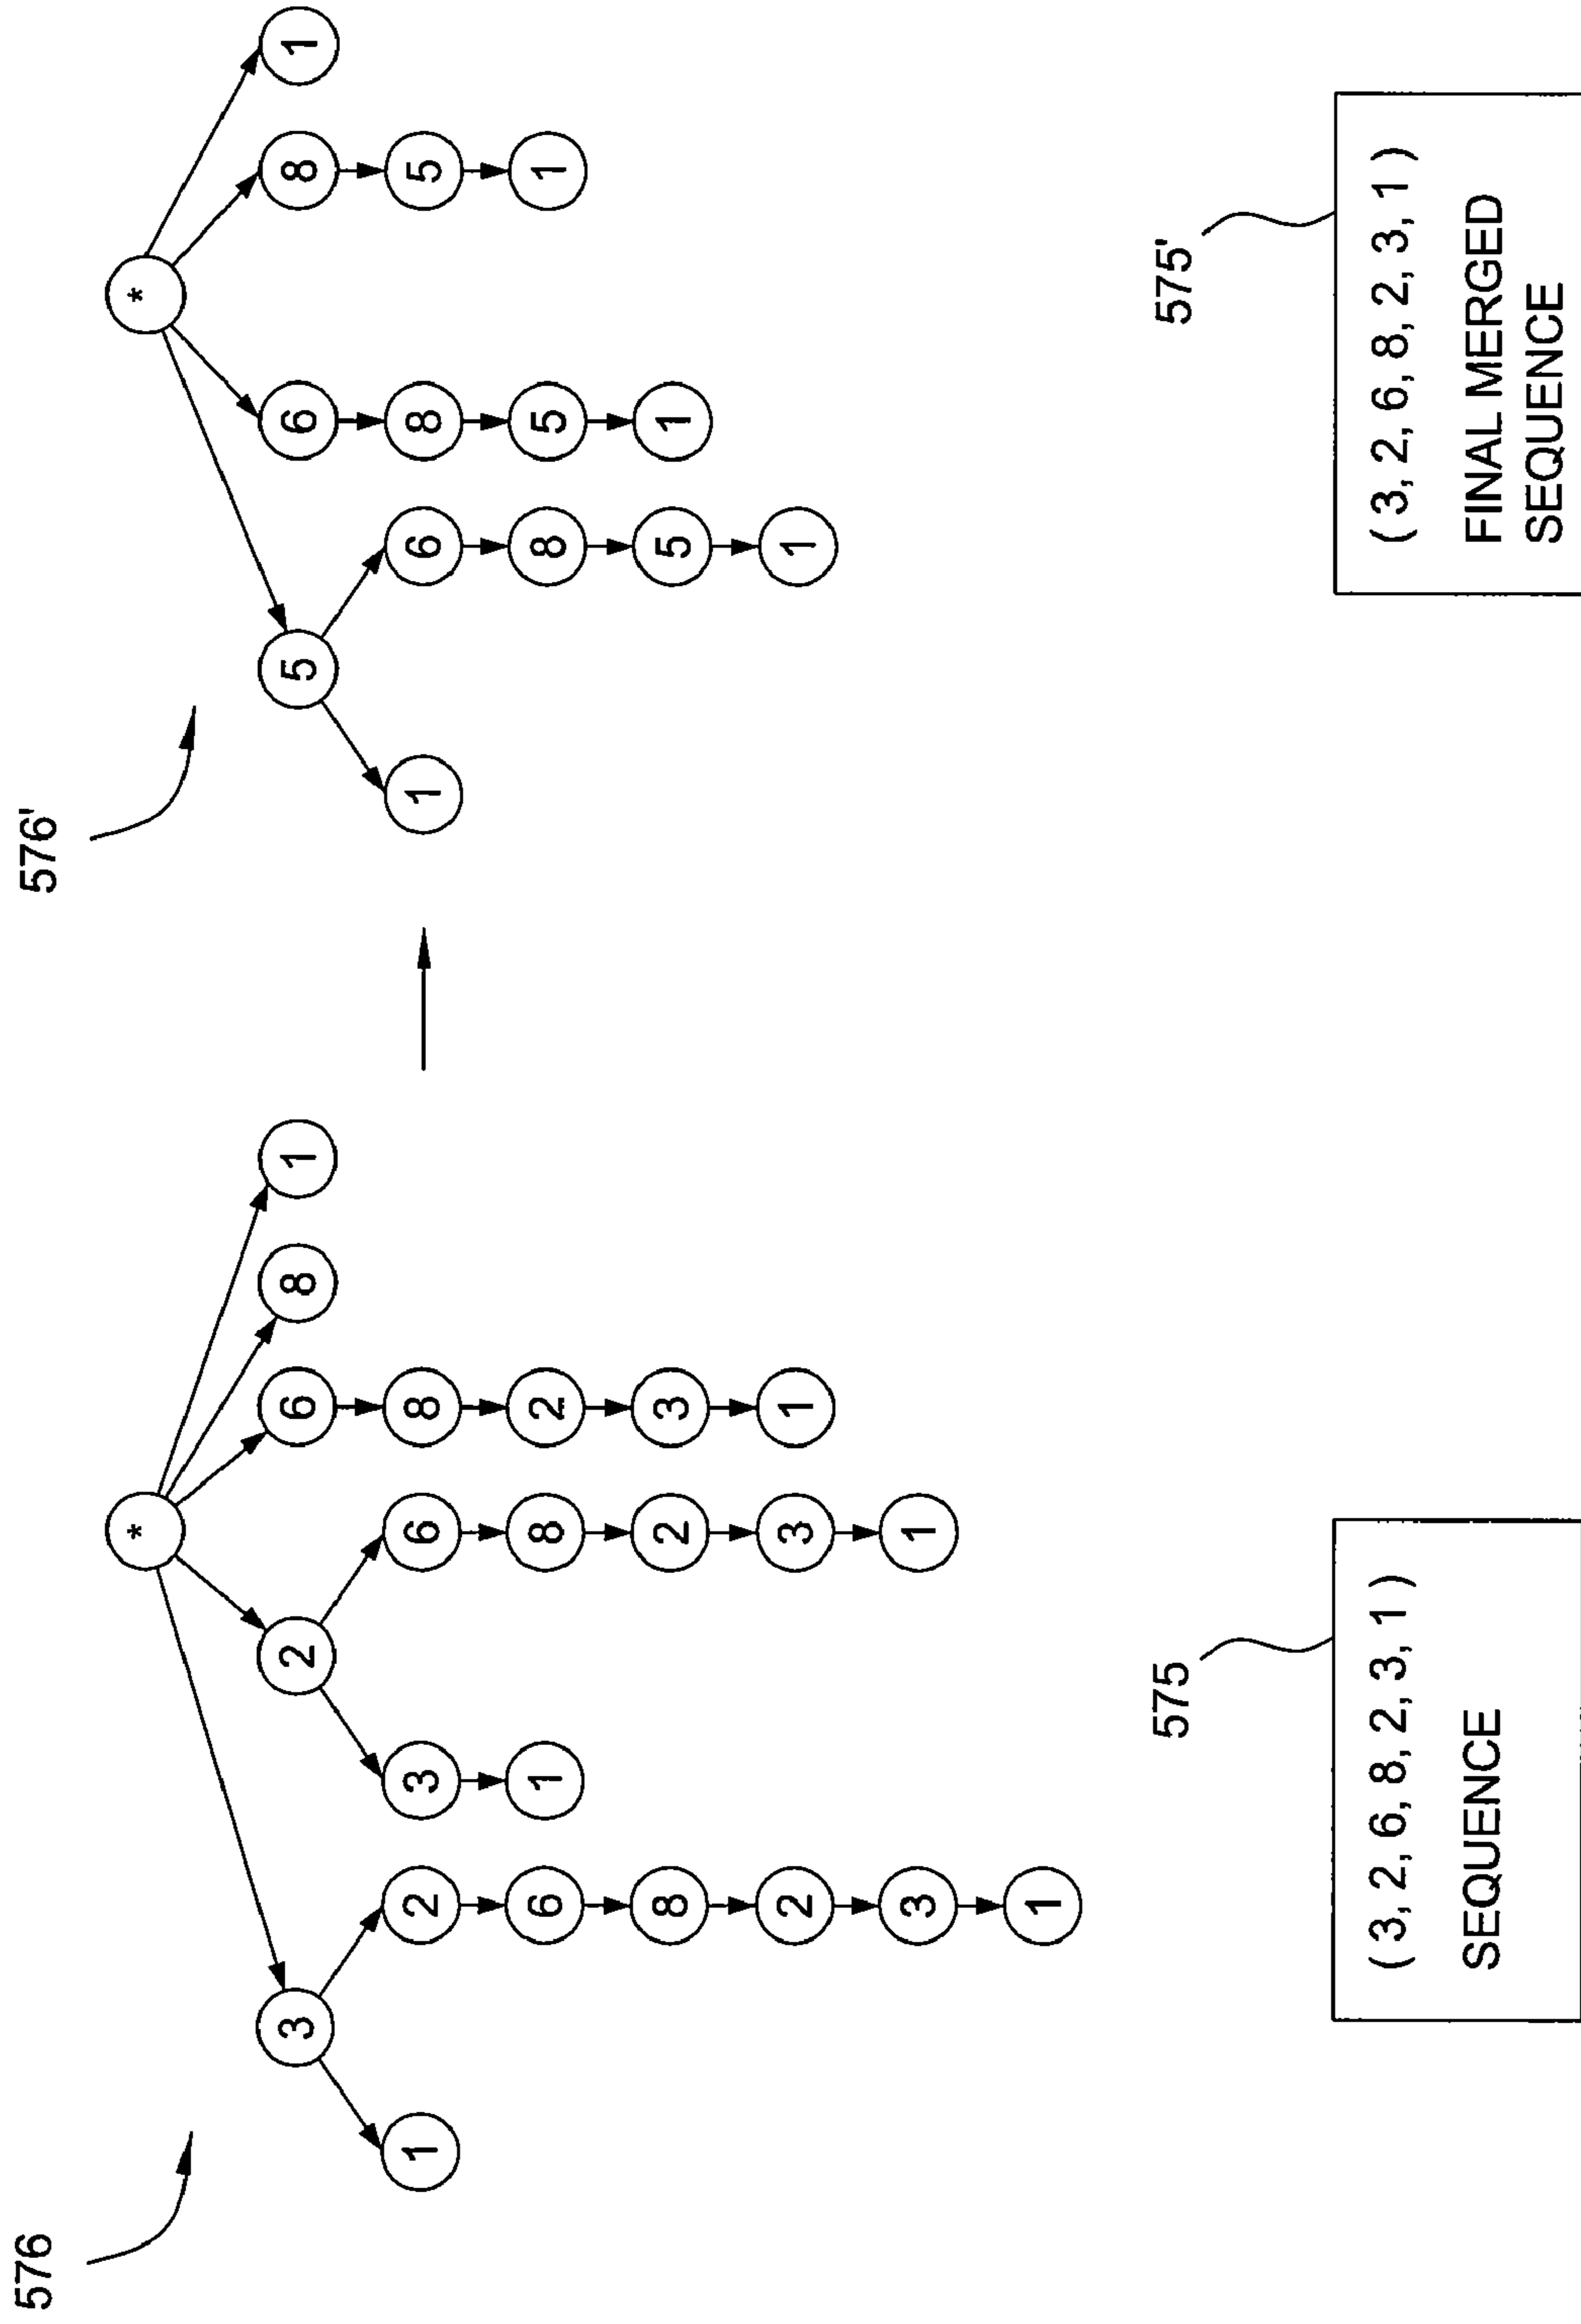 576 576'
* *
3 2 6 8 1 5 6 8 1
1 2 3 6 8 1 6 8 5
6 1 8 2 8 5 1
8 2 3 5 1
2 3 1 1
3 1
1
575
575'
( 3, 2, 6, 8, 2, 3, 1 )
SEQUENCE
( 3, 2, 6, 8, 2, 3, 1 )
FINAL MERGED
SEQUENCE